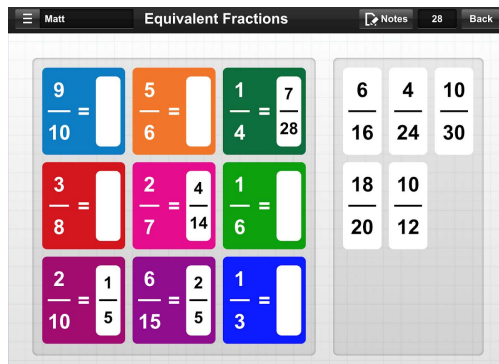 Matt Equivalent Fractions Notes 28 Back
9/10 = 5/6 = 1/4 = 7/28
3/8 = 2/7 = 4/14 1/6 =
2/10 = 1/5 6/15 = 2/5 1/3 =
6/16 4/24 10/30
18/20 10/12